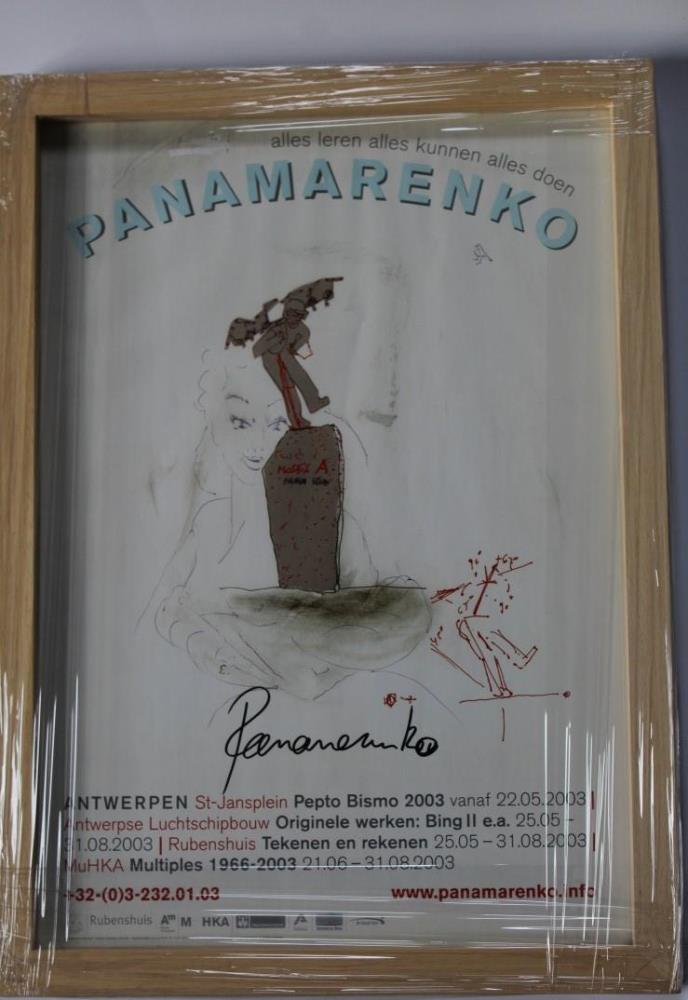 alles leren alles kunnen alles doen
PANAMARENKO
Panamarenko
ANTWERPEN St-Jansplein Pepto Bismo 2003 vanaf 22.05.2003 |
Antwerpse Luchtschipbouw Originele werken: Bing II e.a. 25.05 -
31.08.2003 | Rubenshuis Tekenen en rekenen 25.05 - 31.08.2003 |
MuHKA Multiples 1966-2003 21.06 - 31.08.2003
+32-(0)3-232.01.03 www.panamarenko.info
Rubenshuis M HKA